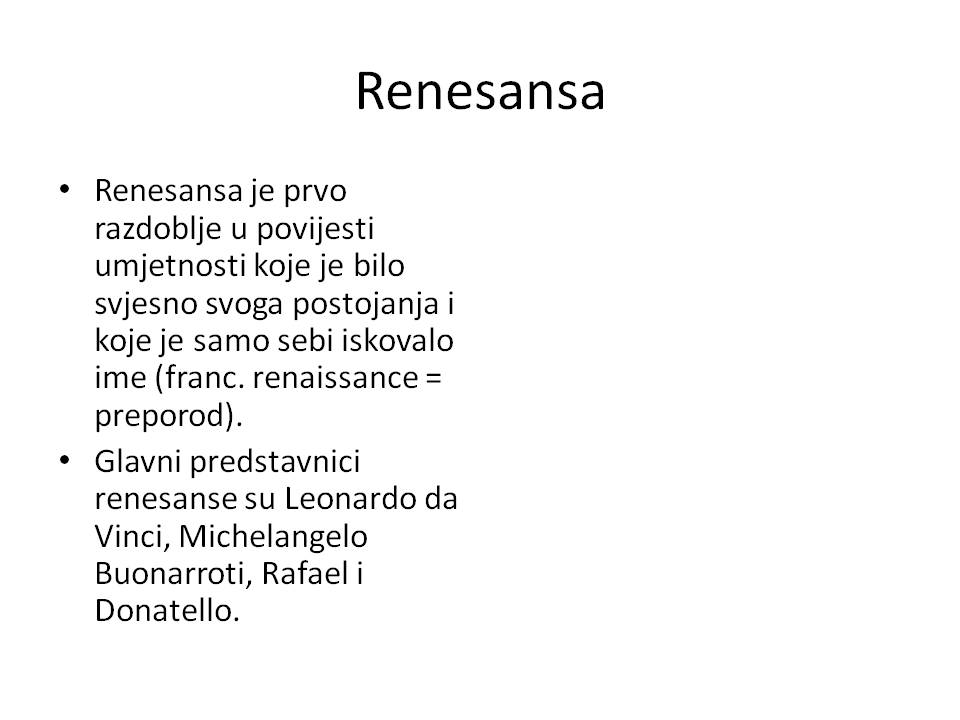 Renesansa
• Renesansa je prvo
razdoblje u povijesti
umjetnosti koje je bilo
svjesno svoga postojanja i
koje je samo sebi iskovalo
ime (franc. renaissance =
preporod).
• Glavni predstavnici
renesanse su Leonardo da
Vinci, Michelangelo
Buonarroti, Rafael i
Donatello.